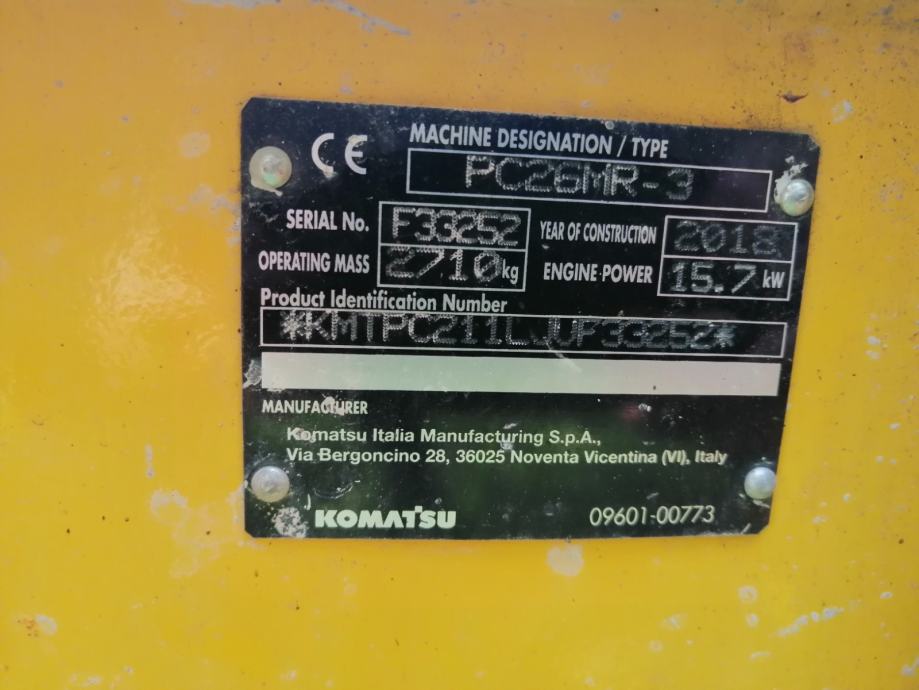 CE
MACHINE DESIGNATION / TYPE
PC26MR-3
SERIAL No. F33252 YEAR OF CONSTRUCTION 2018
OPERATING MASS 2710 kg ENGINE POWER 15.7 kW
Product Identification Number
*KMTPC211CJUF33252*
MANUFACTURER
Komatsu Italia Manufacturing S.p.A.,
Via Bergoncino 28, 36025 Noventa Vicentina (VI), Italy
KOMATSU 09601-00773